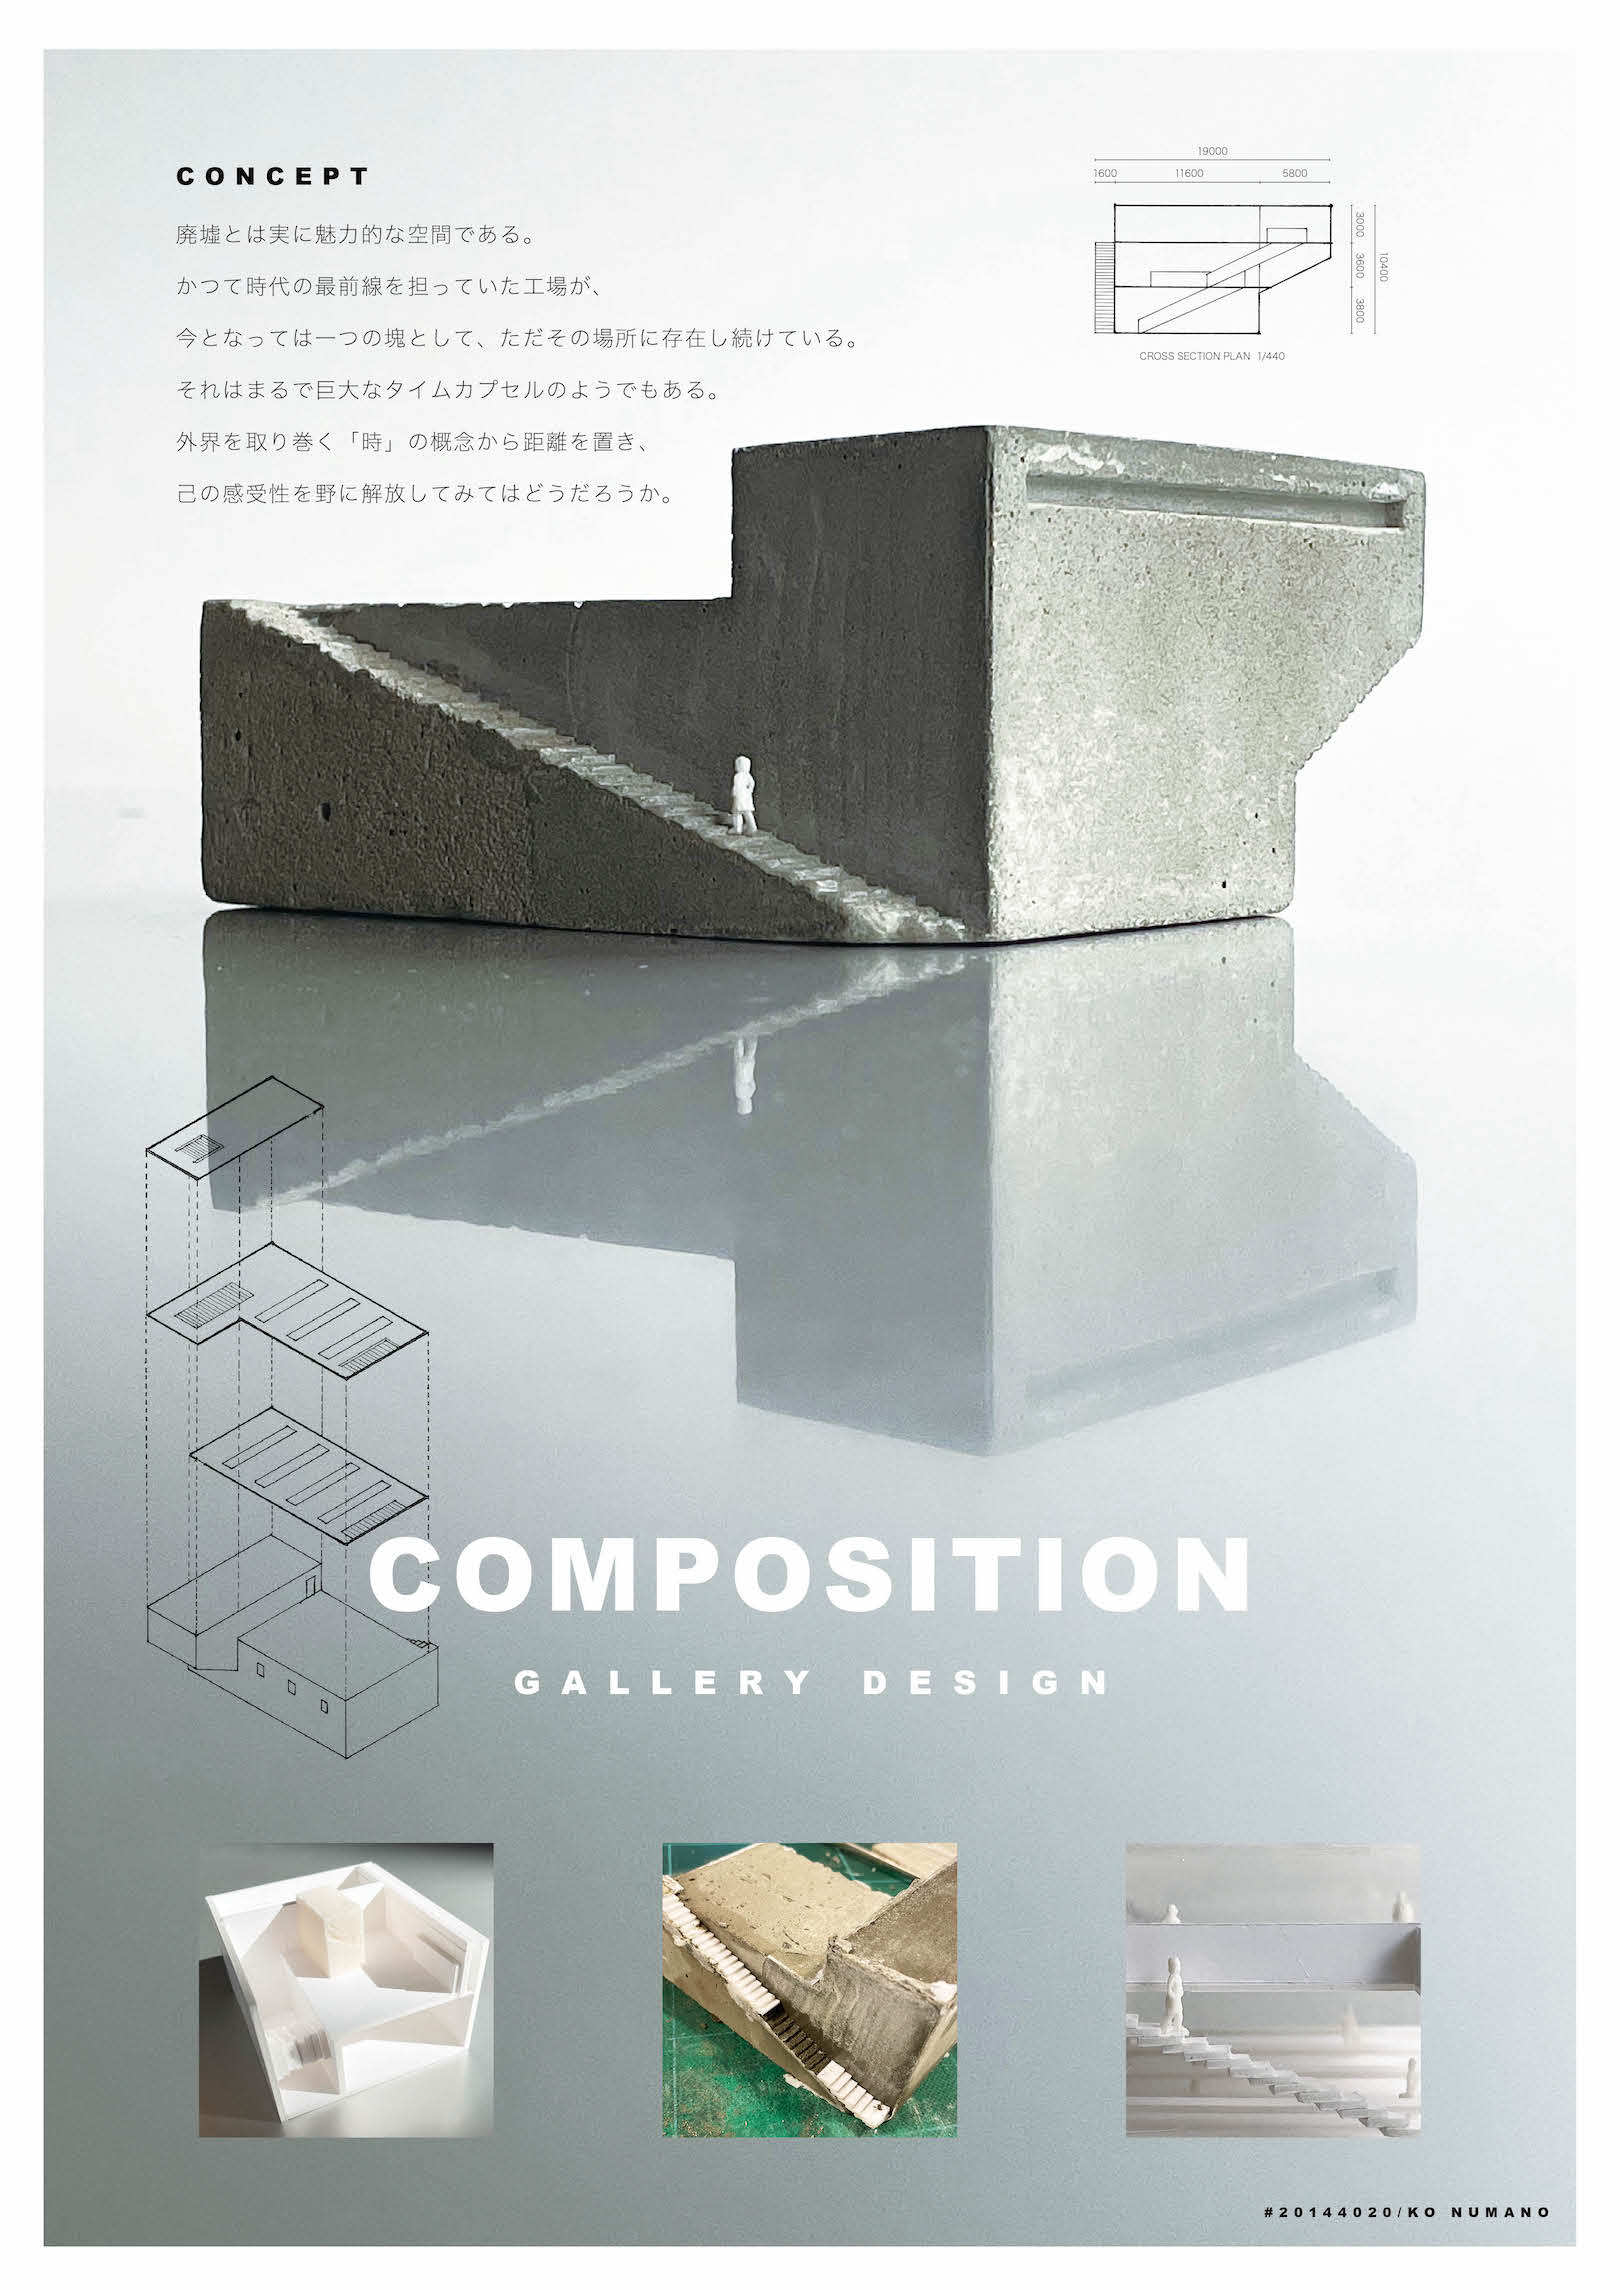 CONCEPT
廃墟とは実に魅力的な空間である。
かつて時代の最前線を担っていた工場が、
今となっては一つの塊として、ただその場所に存在し続けている。
それはまるで巨大なタイムカプセルのようでもある。
外界を取り巻く「時」の概念から距離を置き、
己の感受性を野に解放してみてはどうだろうか。
19000
1600 11600 5800
3000
3600
3800
10400
CROSS SECTION PLAN 1/440
COMPOSITION
GALLERY DESIGN
#20144020/KO NUMANO